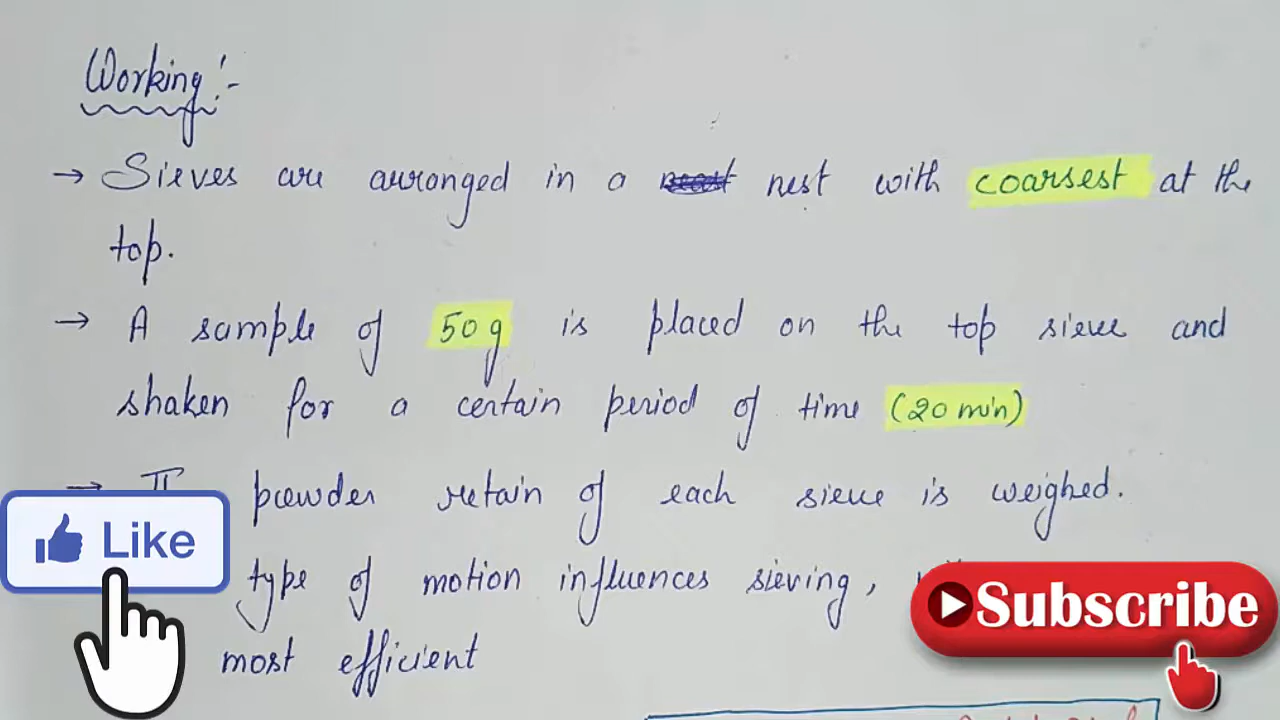 Working:-
→ Sieves are arranged in a nest with coarsest at the
top.
→ A sample of 50g is placed on the top sieve and
shaken for a certain period of time (20 min)
→ powder retain of each sieve is weighed.
type of motion influences sieving,
most efficient
Like
Subscribe